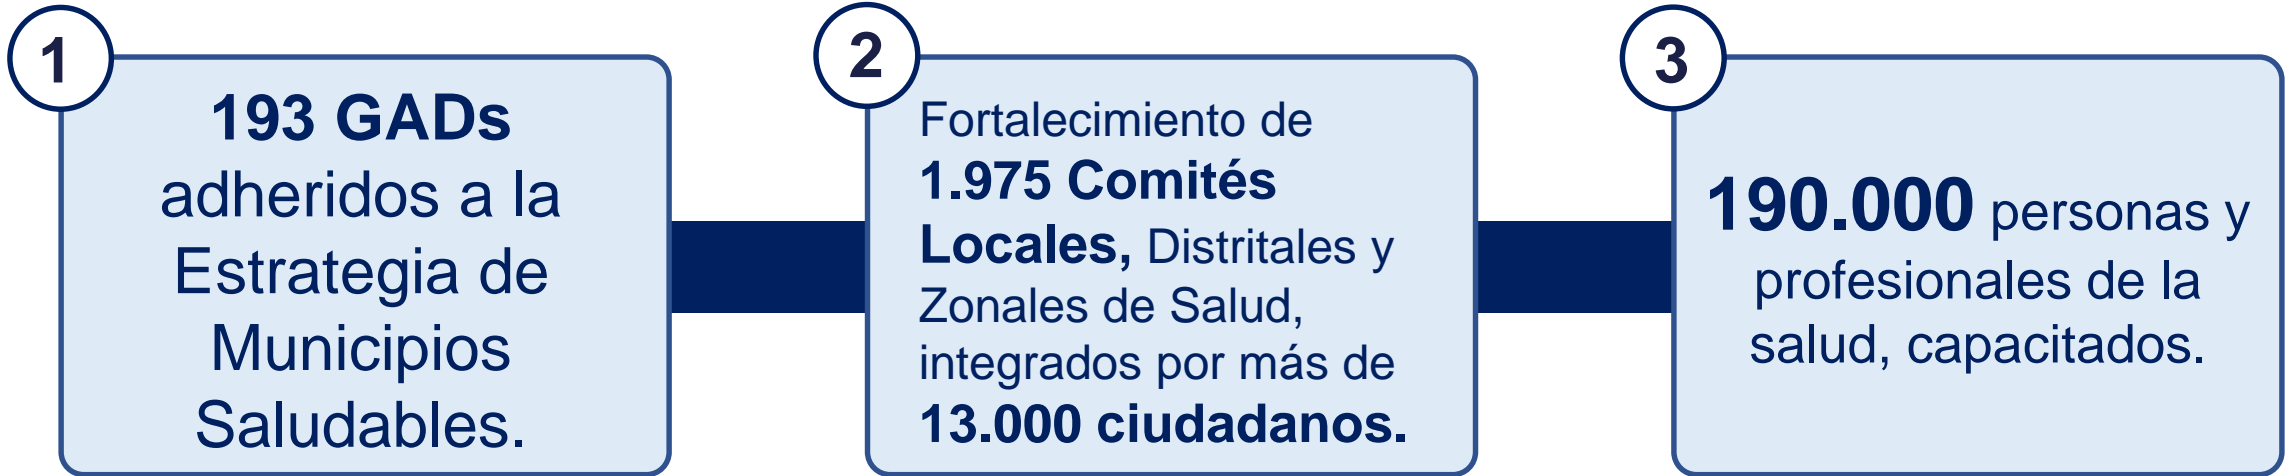 1
193 GADs
adheridos a la
Estrategia de
Municipios
Saludables.
2
Fortalecimiento de
1.975 Comités
Locales, Distritales y
Zonales de Salud,
integrados por más de
13.000 ciudadanos.
3
190.000 personas y
profesionales de la
salud, capacitados.